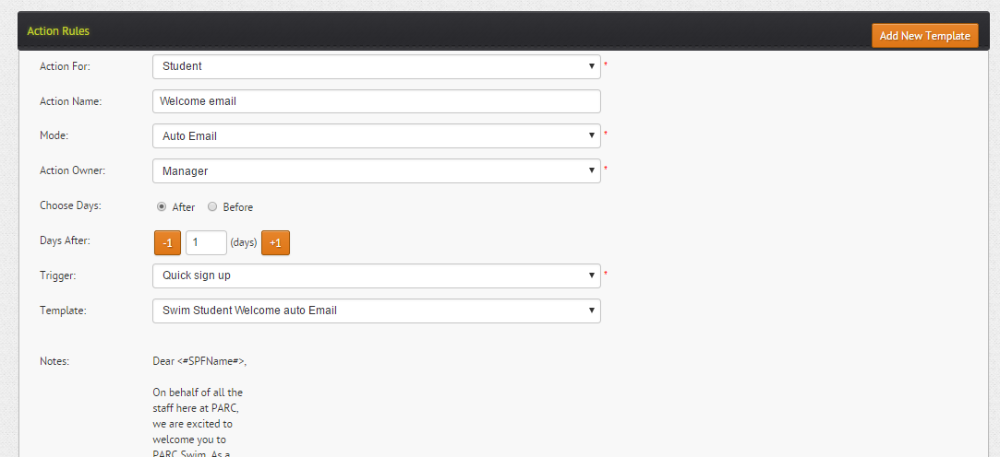 Action Rules
Add New Template
Action For: Student *
Action Name: Welcome email
Mode: Auto Email *
Action Owner: Manager *
Choose Days: After Before
Days After: -1 1 (days) +1
Trigger: Quick sign up *
Template: Swim Student Welcome auto Email
Notes: Dear <#SPFName#>,
On behalf of all the
staff here at PARC,
we are excited to
welcome you to
PARC Swim. As a